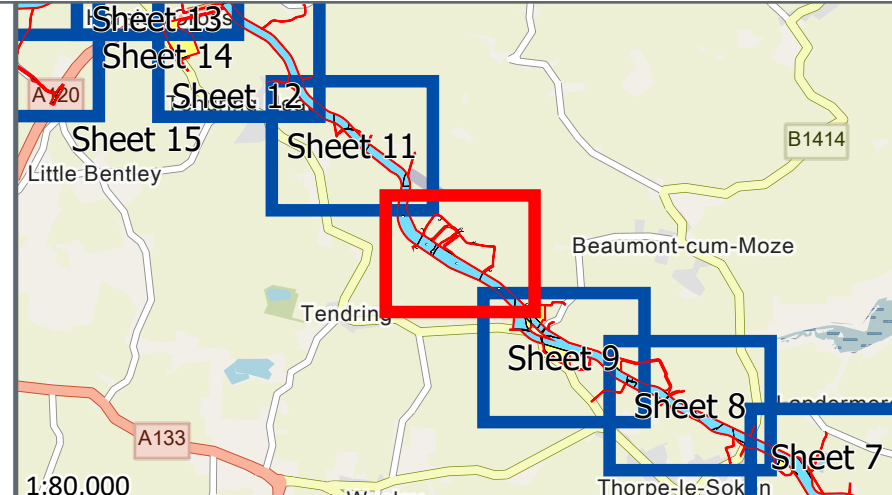 Sheet 13
Sheet 14
A120
Sheet 12
Sheet 15
Sheet 11
B1414
Little Bentley
Beaumont-cum-Moze
Tendring
Sheet 9
Sheet 8
A133
Sheet 7
1:80,000
Thorpe-le-Soken